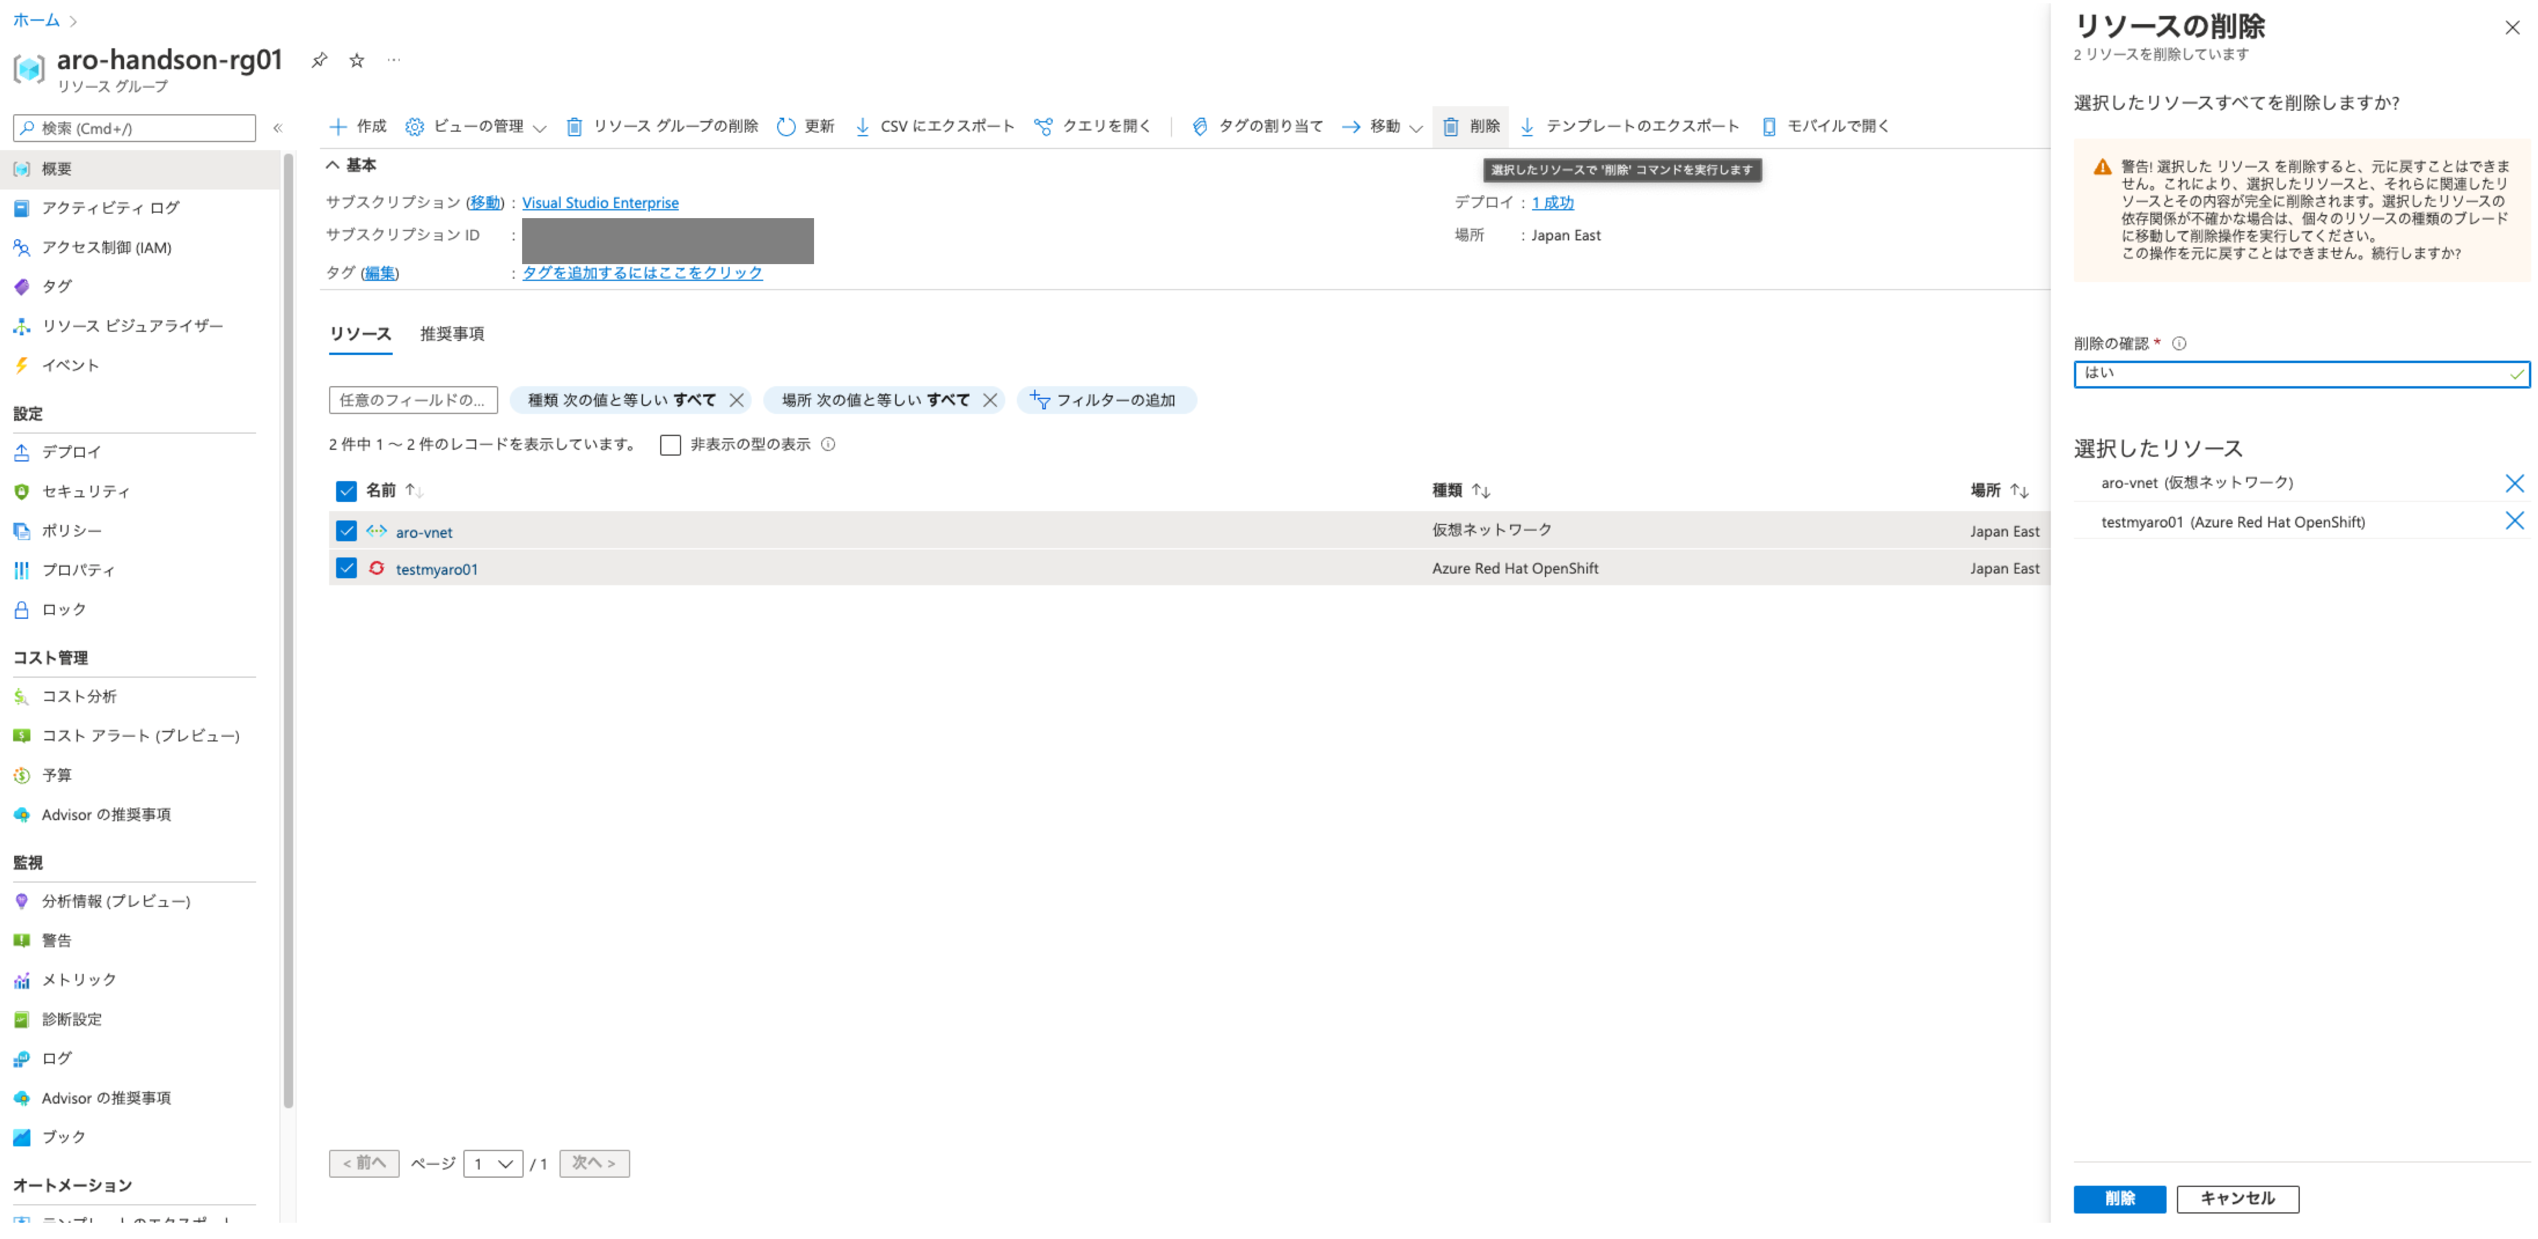 ホーム
aro-handson-rg01
リソース グループ
検索 (Cmd+/)
概要
アクティビティ ログ
アクセス制御 (IAM)
タグ
リソース ビジュアライザー
イベント
設定
デプロイ
セキュリティ
ポリシー
プロパティ
ロック
コスト管理
コスト分析
コスト アラート (プレビュー)
予算
Advisor の推奨事項
監視
分析情報 (プレビュー)
警告
メトリック
診断設定
ログ
Advisor の推奨事項
ブック
オートメーション
テンプレートのエクスポート
作成 ビューの管理 リソース グループの削除 更新 CSV にエクスポート クエリを開く タグの割り当て 移動 削除 テンプレートのエクスポート モバイルで開く
選択したリソースで '削除' コマンドを実行します
基本
サブスクリプション (移動) : Visual Studio Enterprise
サブスクリプション ID :
タグ (編集) : タグを追加するにはここをクリック
デプロイ : 1 成功
場所 : Japan East
リソース 推奨事項
任意のフィールドの... 種類 次の値と等しい すべて 場所 次の値と等しい すべて フィルターの追加
2 件中 1 ～ 2 件のレコードを表示しています。 非表示の型の表示
名前 種類 場所
aro-vnet 仮想ネットワーク Japan East
testmyaro01 Azure Red Hat OpenShift Japan East
< 前へ ページ 1 / 1 次へ >
リソースの削除
2 リソースを削除しています
選択したリソースすべてを削除しますか?
警告! 選択した リソース を削除すると、元に戻すことはできま
せん。これにより、選択したリソースと、それらに関連したリ
ソースとその内容が完全に削除されます。選択したリソースの
依存関係が不確かな場合は、個々のリソースの種類のブレード
に移動して削除操作を実行してください。
この操作を元に戻すことはできません。続行しますか?
削除の確認 *
はい
選択したリソース
aro-vnet (仮想ネットワーク)
testmyaro01 (Azure Red Hat OpenShift)
削除 キャンセル